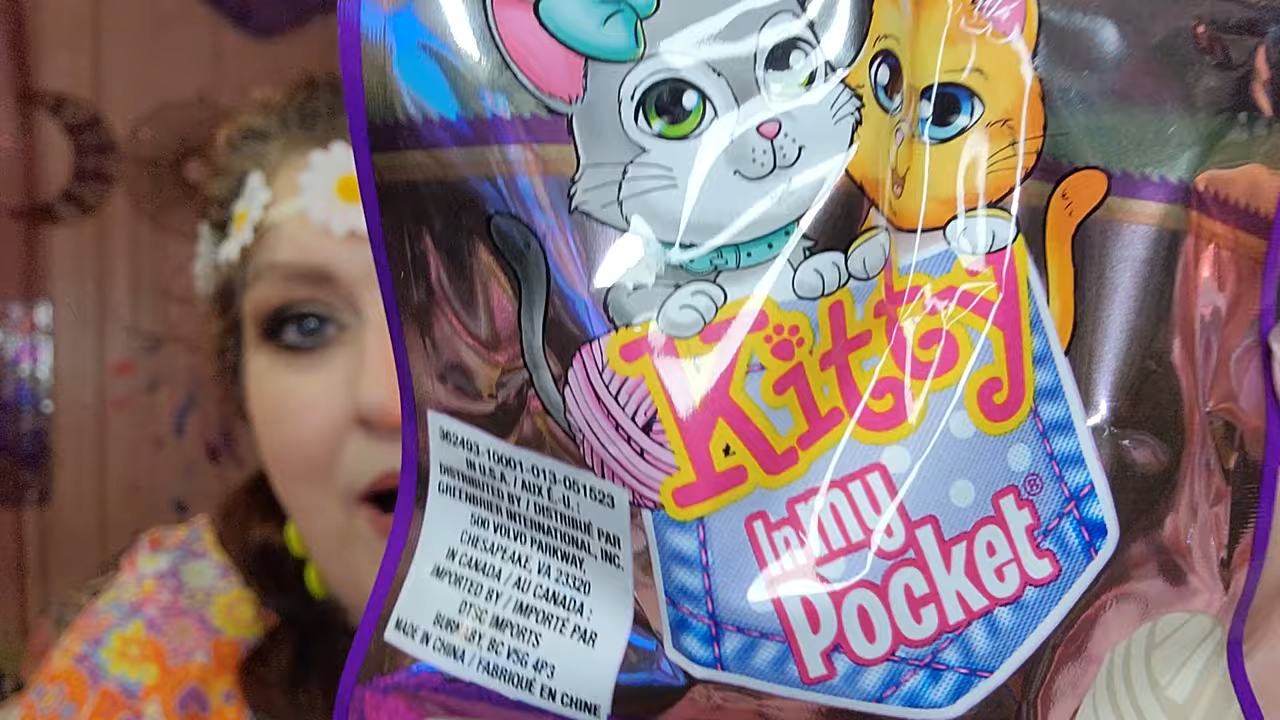 Kitty
In my
Pocket®
362493-10001-013-051523
IN U.S.A. / AUX É.-U. :
DISTRIBUTED BY / DISTRIBUÉ PAR
GREENBRIER INTERNATIONAL, INC.
500 VOLVO PARKWAY,
CHESAPEAKE, VA 23320
IN CANADA / AU CANADA :
IMPORTED BY / IMPORTÉ PAR
DTSC IMPORTS
BURNABY, BC V5G 4P3
MADE IN CHINA / FABRIQUÉ EN CHINE